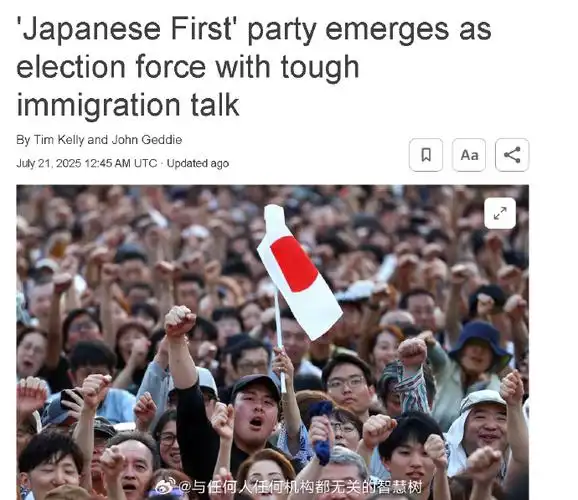 'Japanese First' party emerges as
election force with tough
immigration talk
By Tim Kelly and John Geddie
July 21, 2025 12:45 AM UTC · Updated ago
Aa
@与任何人任何机构都无关的智慧树